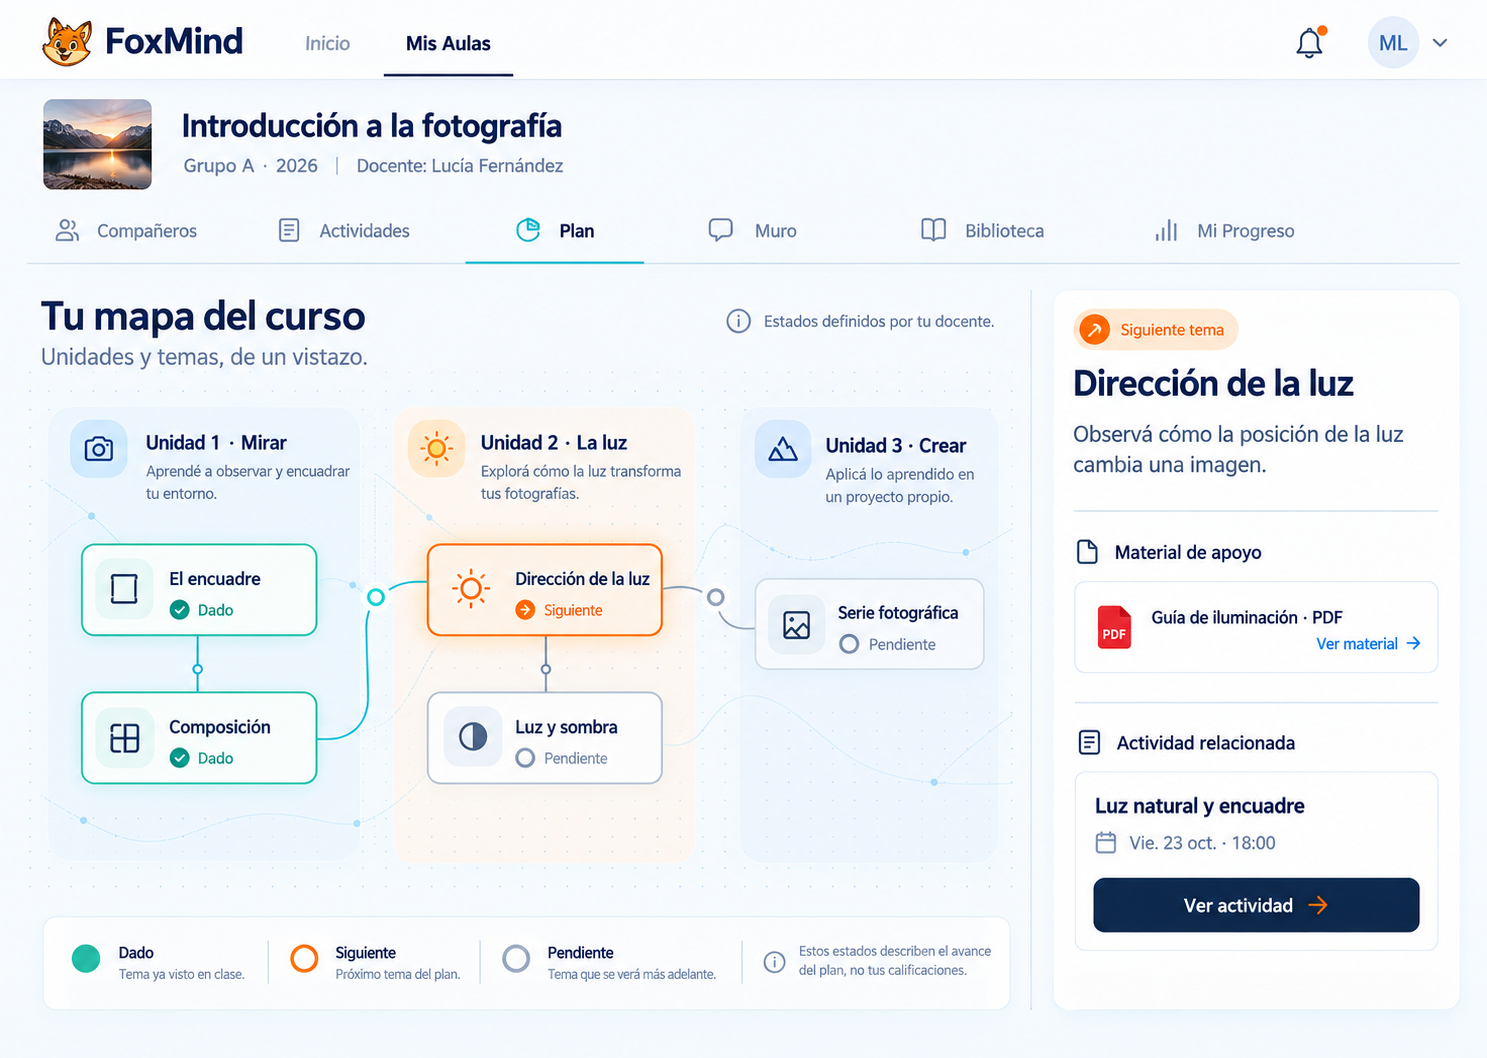 FoxMind
Inicio
Mis Aulas
ML
Introducción a la fotografía
Grupo A · 2026 | Docente: Lucía Fernández
Compañeros
Actividades
Plan
Muro
Biblioteca
Mi Progreso
Tu mapa del curso
Unidades y temas, de un vistazo.
Estados definidos por tu docente.
Unidad 1 · Mirar
Aprendé a observar y encuadrar
tu entorno.
El encuadre
Dado
Composición
Dado
Unidad 2 · La luz
Explorá cómo la luz transforma
tus fotografías.
Dirección de la luz
Siguiente
Luz y sombra
Pendiente
Unidad 3 · Crear
Aplicá lo aprendido en
un proyecto propio.
Serie fotográfica
Pendiente
Dado
Tema ya visto en clase.
Siguiente
Próximo tema del plan.
Pendiente
Tema que se verá más adelante.
Estos estados describen el avance
del plan, no tus calificaciones.
Siguiente tema
Dirección de la luz
Observá cómo la posición de la luz
cambia una imagen.
Material de apoyo
PDF
Guía de iluminación · PDF
Ver material
Actividad relacionada
Luz natural y encuadre
Vie. 23 oct. · 18:00
Ver actividad